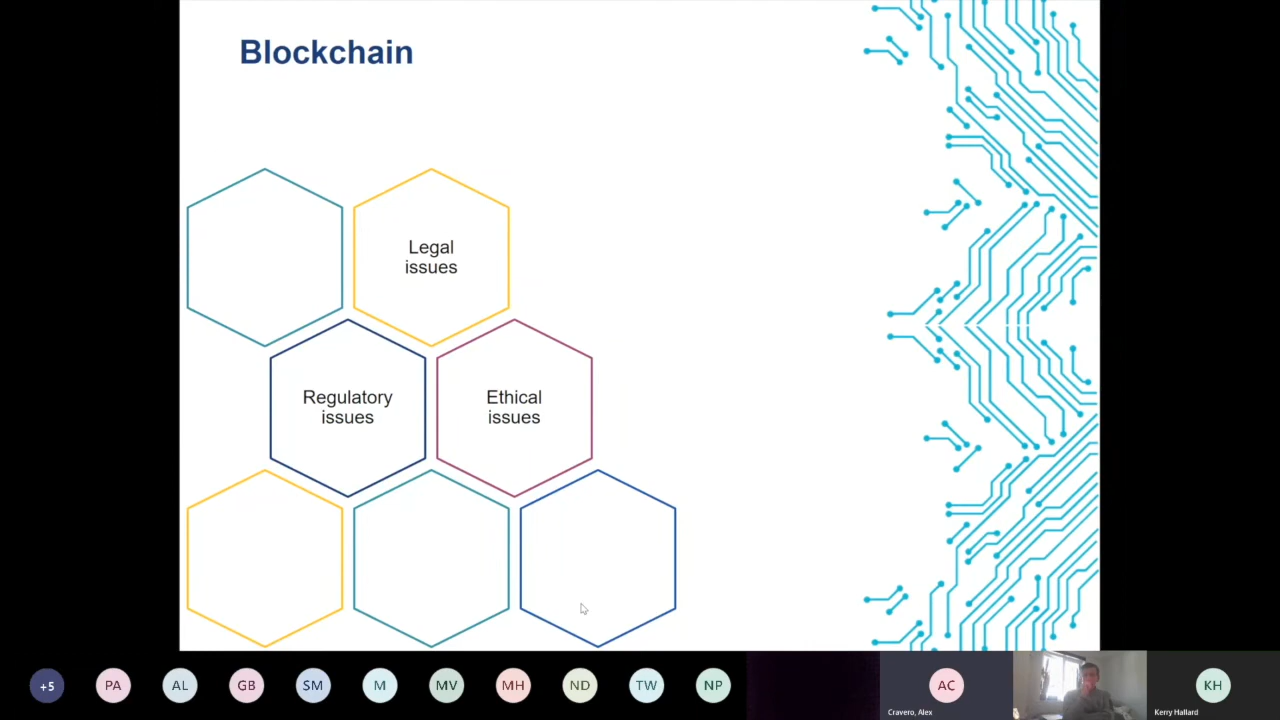 Blockchain
Legal
issues
Regulatory
issues
Ethical
issues
+5
PA
AL
GB
SM
M
MV
MH
ND
TW
NP
AC
KH
Cravero, Alex
Kerry Hallard